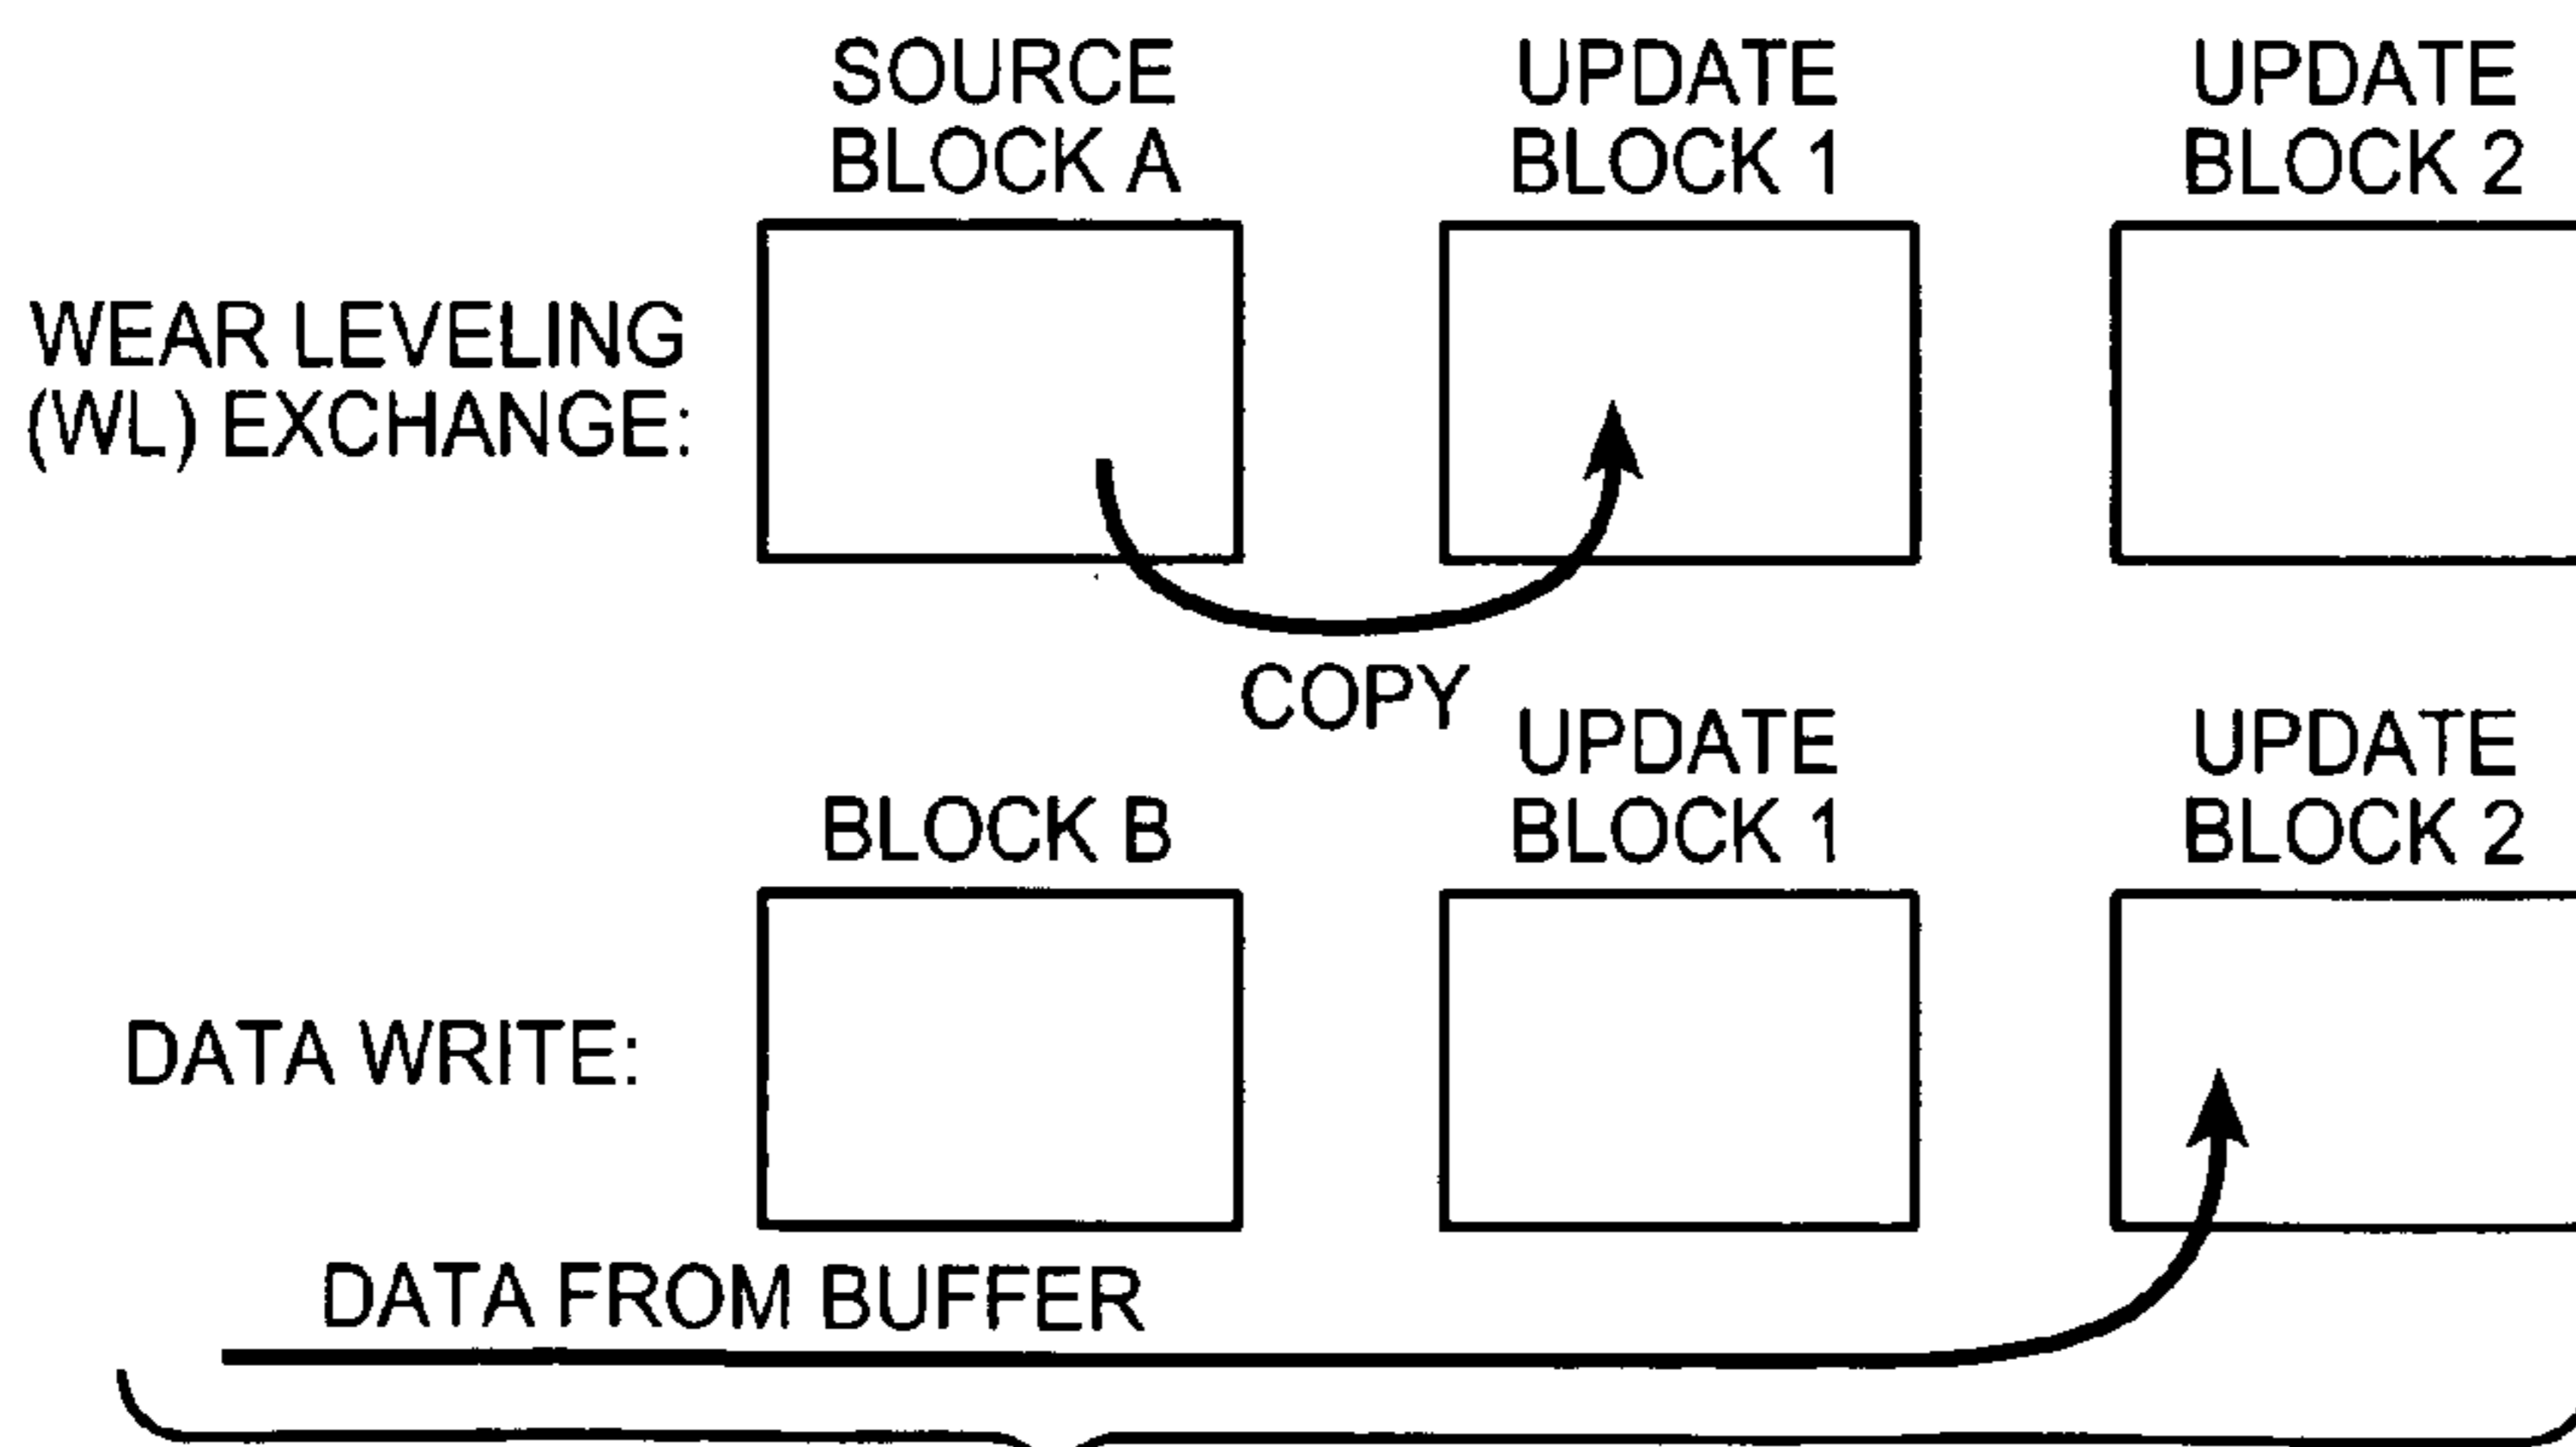 SOURCE
BLOCK A
UPDATE
BLOCK 1
UPDATE
BLOCK 2
WEAR LEVELING
(WL) EXCHANGE:
COPY
BLOCK B
UPDATE
BLOCK 1
UPDATE
BLOCK 2
DATA WRITE:
DATA FROM BUFFER